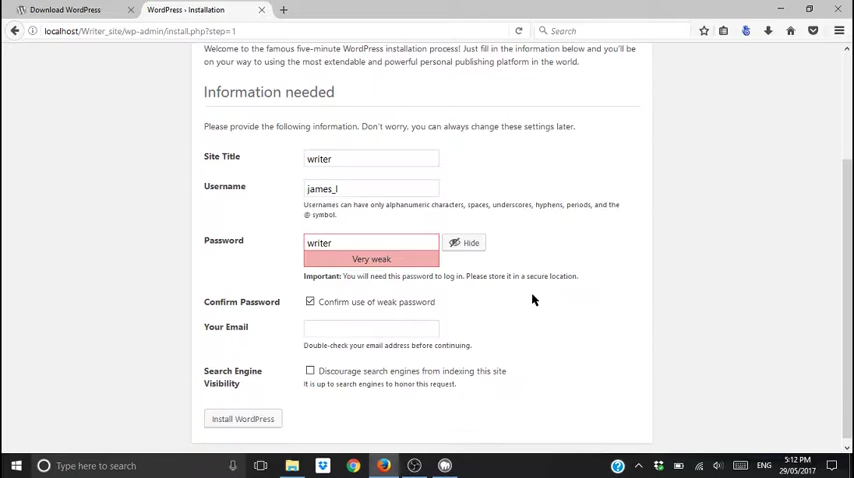 Download WordPress
WordPress › Installation
localhost/Writer_site/wp-admin/install.php?step=1
Search
Welcome to the famous five-minute WordPress installation process! Just fill in the information below and you'll be
on your way to using the most extendable and powerful personal publishing platform in the world.
Information needed
Please provide the following information. Don't worry, you can always change these settings later.
Site Title
writer
Username
james_l
Usernames can have only alphanumeric characters, spaces, underscores, hyphens, periods, and the
@ symbol.
Password
writer
Hide
Very weak
Important: You will need this password to log in. Please store it in a secure location.
Confirm Password
Confirm use of weak password
Your Email
Double-check your email address before continuing.
Search Engine
Visibility
Discourage search engines from indexing this site
It is up to search engines to honor this request.
Install WordPress
Type here to search
ENG
5:12 PM
29/05/2017